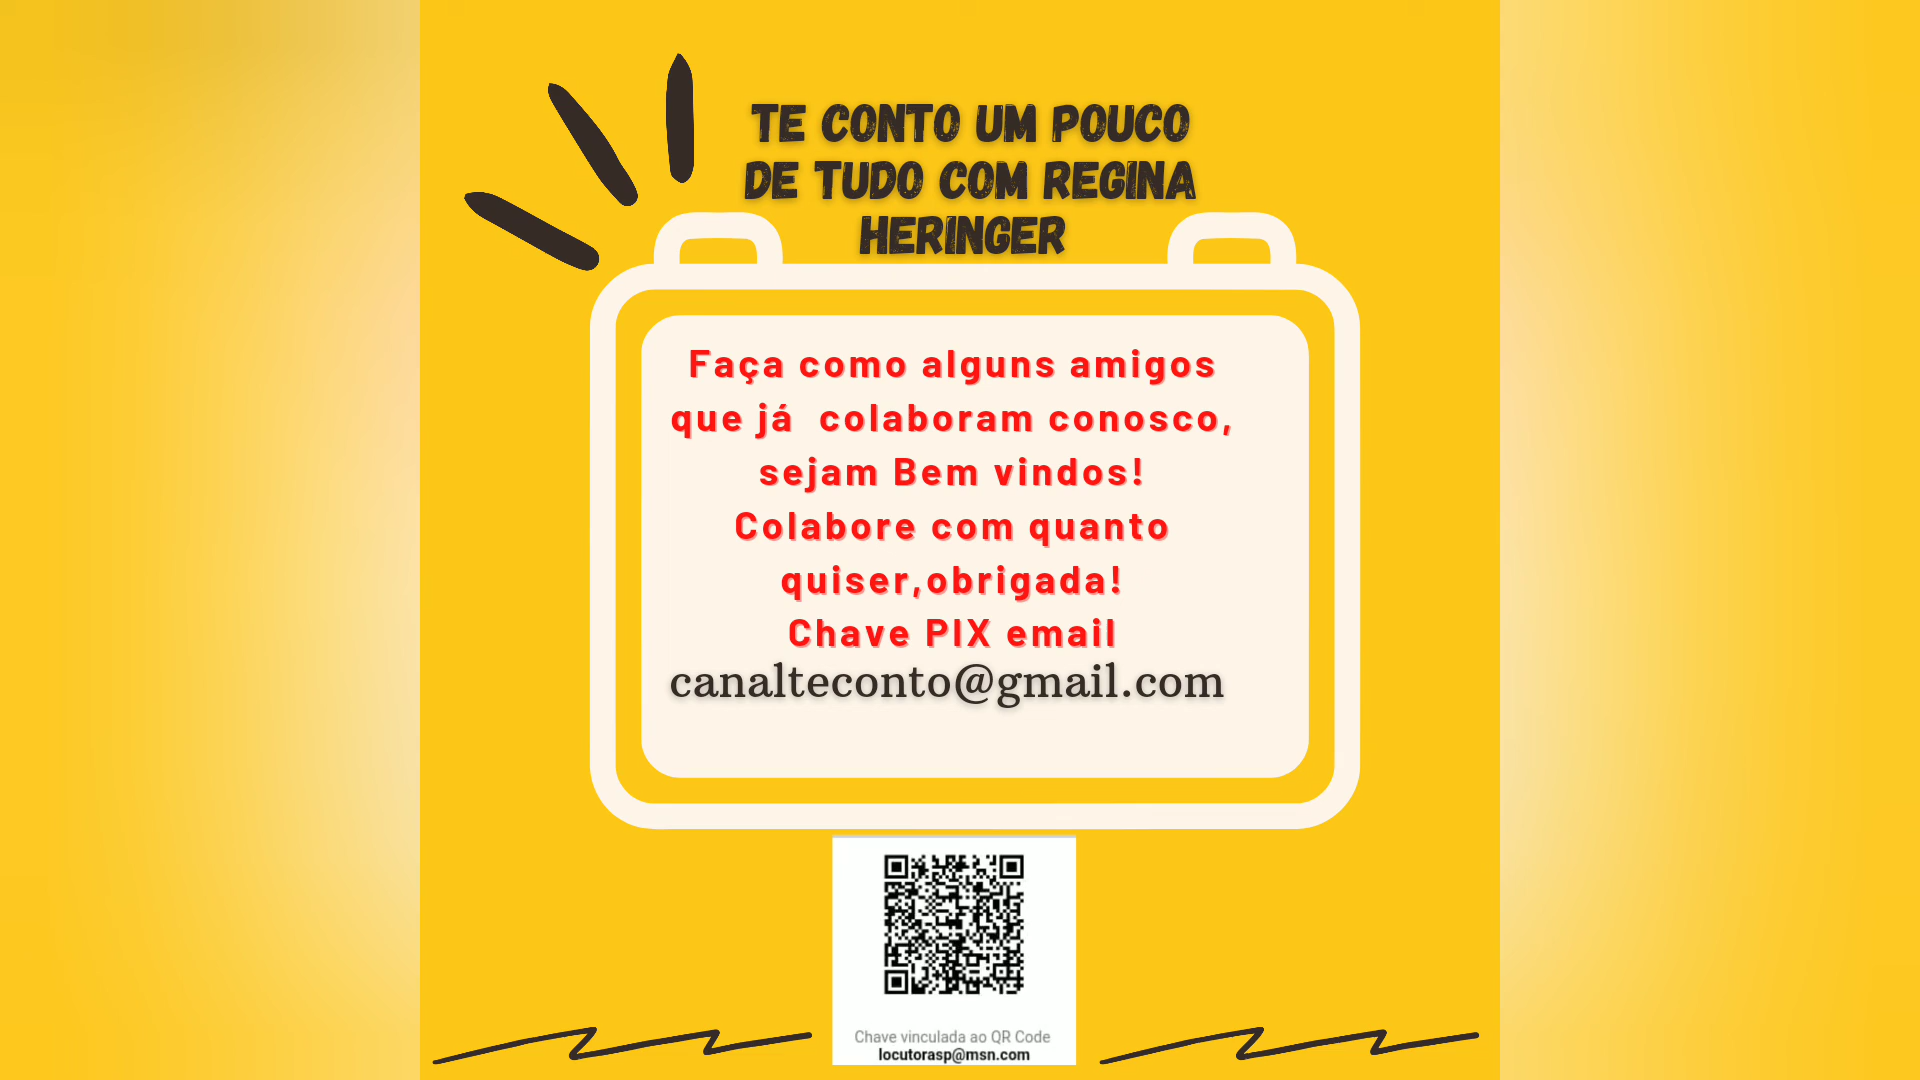 TE CONTO UM POUCO
DE TUDO COM REGINA
HERINGER
Faça como alguns amigos
que já colaboram conosco,
sejam Bem vindos!
Colabore com quanto
quiser,obrigada!
Chave PIX email
canalteconto@gmail.com
Chave vinculada ao QR Code
locutorasp@msn.com